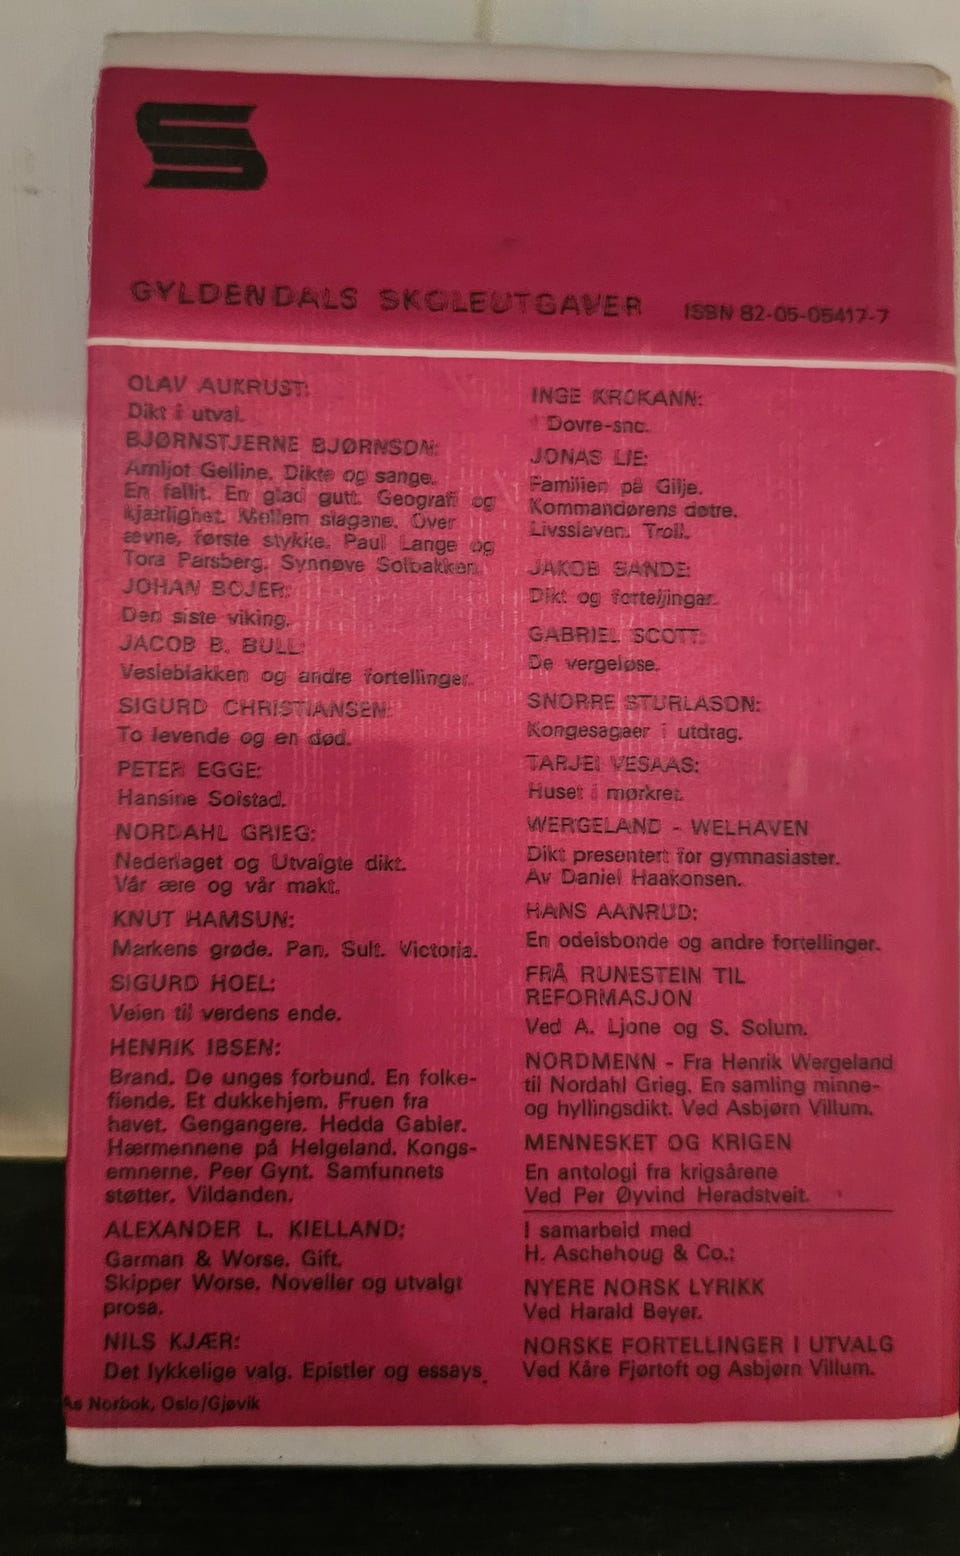 GYLDENDALS SKOLEUTGAVER ISBN 82-05-05417-7
OLAV AUKRUST:
Dikt i utval.
BJØRNSTJERNE BJØRNSON:
Arnljot Gelline. Dikte og sange.
En fallit. En glad gutt. Geografi og
kjærlighet. Mellem slagene. Over
ævne, første stykke. Paul Lange og
Tora Parsberg. Synnøve Solbakken.
JOHAN BOJER:
Den siste viking.
JACOB B. BULL:
Vesleblakken og andre fortellinger.
SIGURD CHRISTIANSEN:
To levende og en død.
PETER EGGE:
Hansine Solstad.
NORDAHL GRIEG:
Nederlaget og Utvalgte dikt.
Vår ære og vår makt.
KNUT HAMSUN:
Markens grøde. Pan. Sult. Victoria.
SIGURD HOEL:
Veien til verdens ende.
HENRIK IBSEN:
Brand. De unges forbund. En folke-
fiende. Et dukkehjem. Fruen fra
havet. Gengangere. Hedda Gabler.
Hærmennene på Helgeland. Kongs-
emnerne. Peer Gynt. Samfunnets
støtter. Vildanden.
ALEXANDER L. KIELLAND:
Garman & Worse. Gift.
Skipper Worse. Noveller og utvalgt
prosa.
NILS KJÆR:
Det lykkelige valg. Epistler og essays.
As Norbok, Oslo/Gjøvik
INGE KROKANN:
I Dovre-sno.
JONAS LIE:
Familien på Gilje.
Kommandørens døtre.
Livsslaven. Troll.
JAKOB SANDE:
Dikt og forteljingar.
GABRIEL SCOTT:
De vergeløse.
SNORRE STURLASON:
Kongesagaer i utdrag.
TARJEI VESAAS:
Huset i mørkret.
WERGELAND - WELHAVEN
Dikt presentert for gymnasiaster.
Av Daniel Haakonsen.
HANS AANRUD:
En odelsbonde og andre fortellinger.
FRÅ RUNESTEIN TIL
REFORMASJON
Ved A. Ljone og S. Solum.
NORDMENN - Fra Henrik Wergeland
til Nordahl Grieg. En samling minne-
og hyllingsdikt. Ved Asbjørn Villum.
MENNESKET OG KRIGEN
En antologi fra krigsårene
Ved Per Øyvind Heradstveit.
I samarbeid med
H. Aschehoug & Co.:
NYERE NORSK LYRIKK
Ved Harald Beyer.
NORSKE FORTELLINGER I UTVALG
Ved Kåre Fjørtoft og Asbjørn Villum.